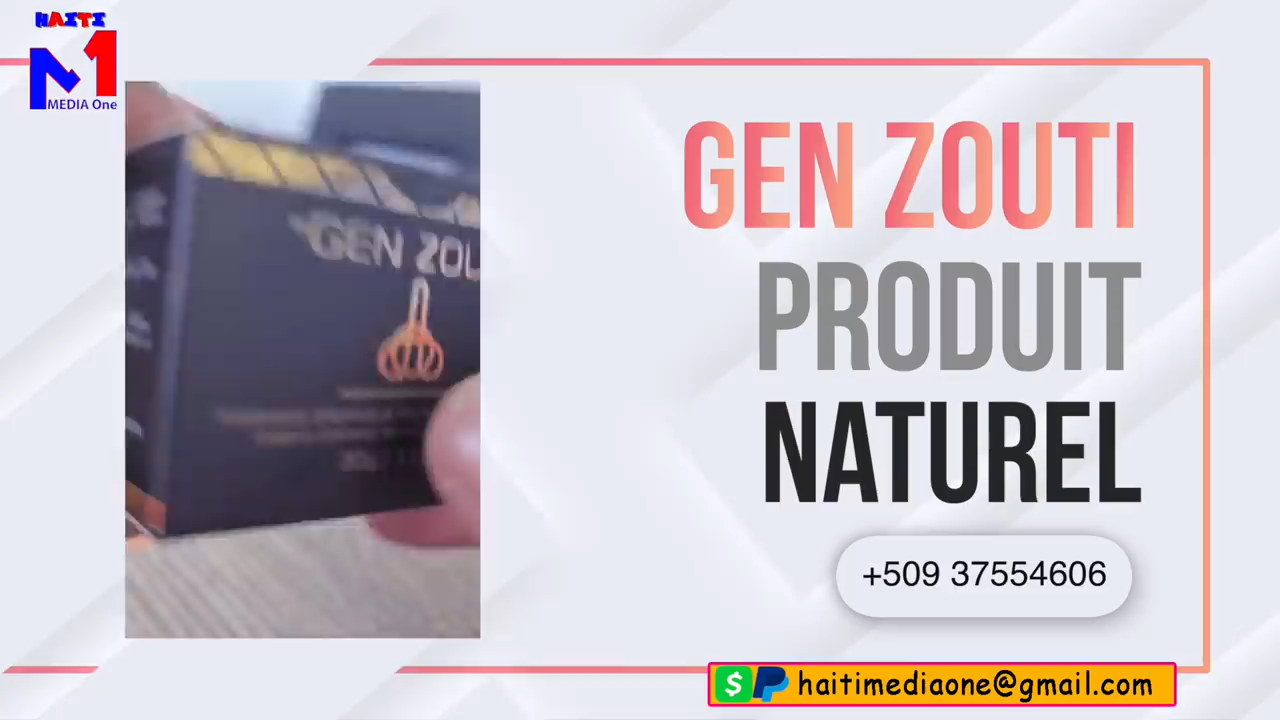 HAITI
M1
MEDIA One
GEN ZOU
GEN ZOUTI
PRODUIT
NATUREL
+509 37554606
haitimediaone@gmail.com